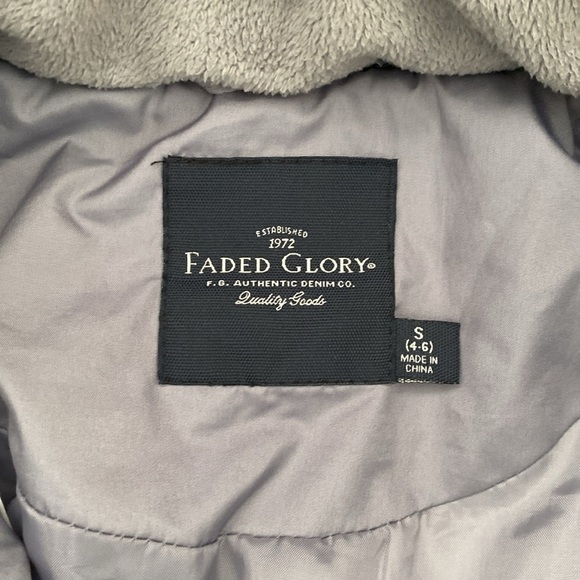 ESTABLISHED
1972
FADED GLORY®
F.G. AUTHENTIC DENIM CO.
Quality Goods
S
(4-6)
MADE IN
CHINA